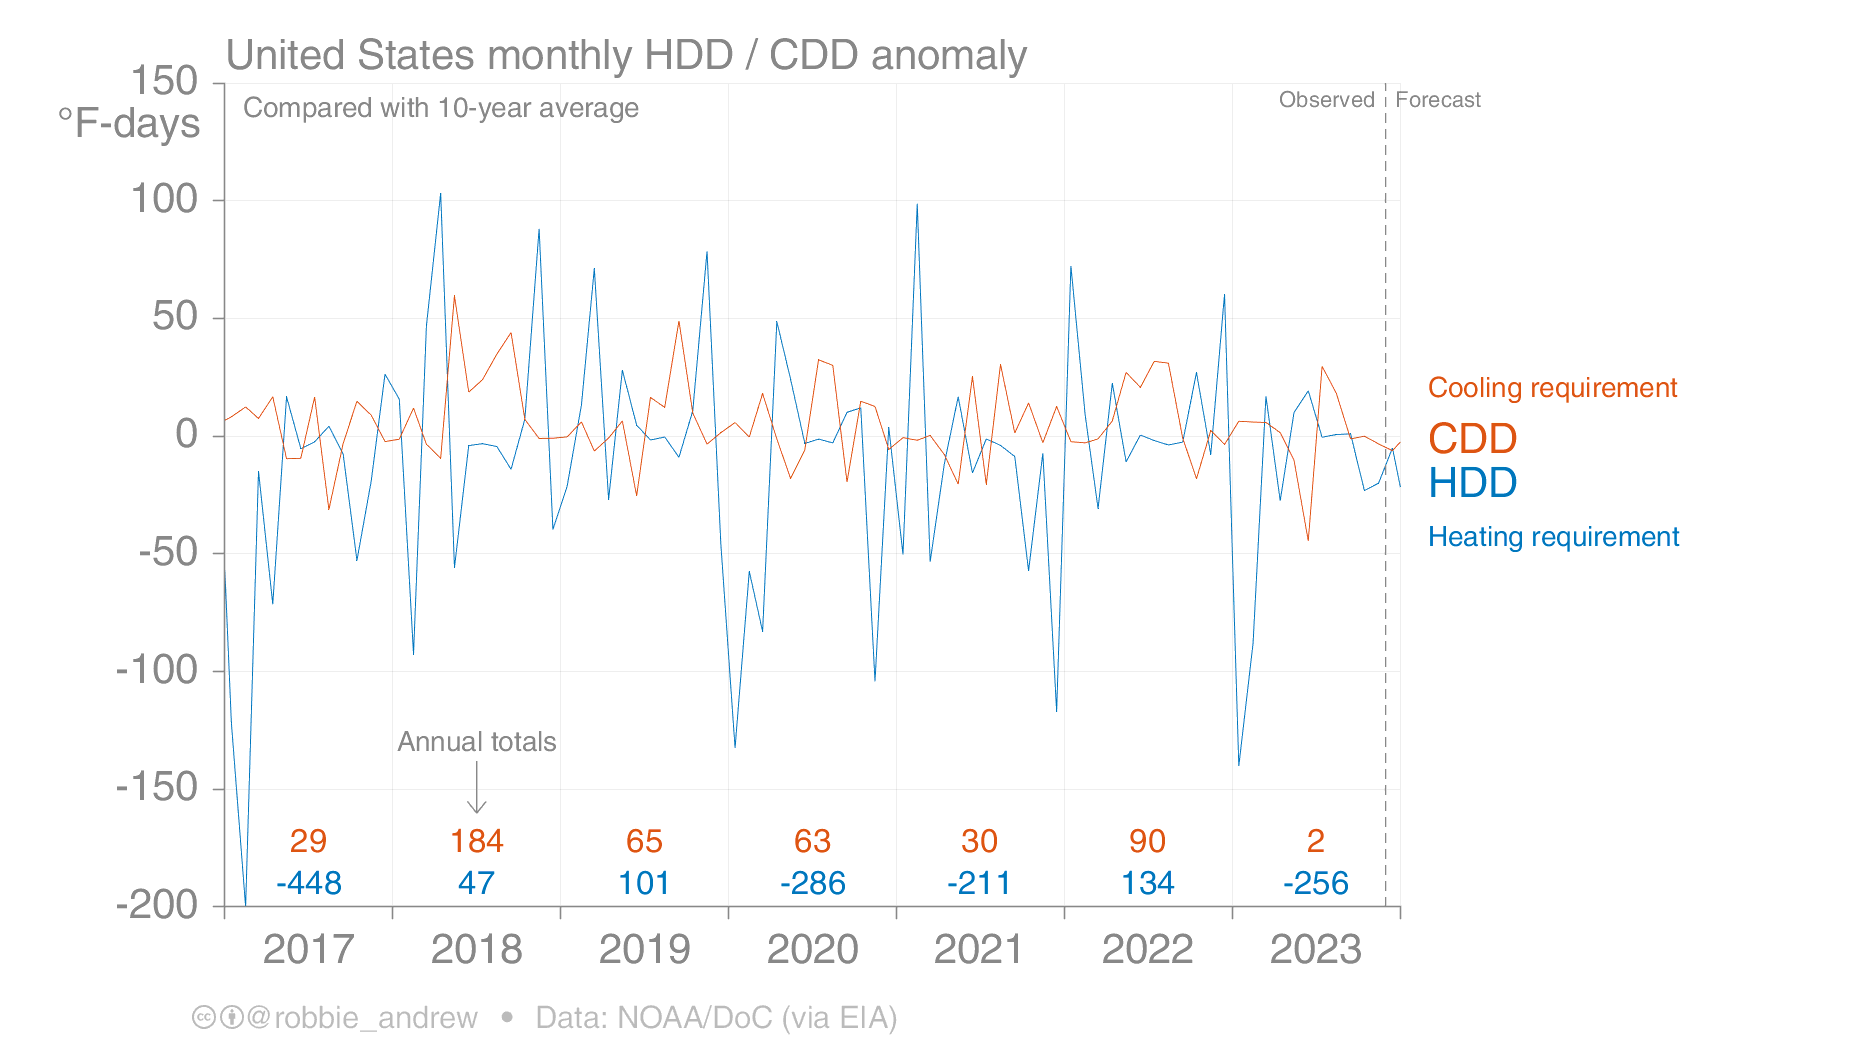 United States monthly HDD / CDD anomaly
150
°F-days
Compared with 10-year average
Observed
Forecast
100
50
0
-50
-100
-150
-200
Cooling requirement
CDD
HDD
Heating requirement
Annual totals
29 184 65 63 30 90 2
-448 47 101 -286 -211 134 -256
2017 2018 2019 2020 2021 2022 2023
@robbie_andrew • Data: NOAA/DoC (via EIA)